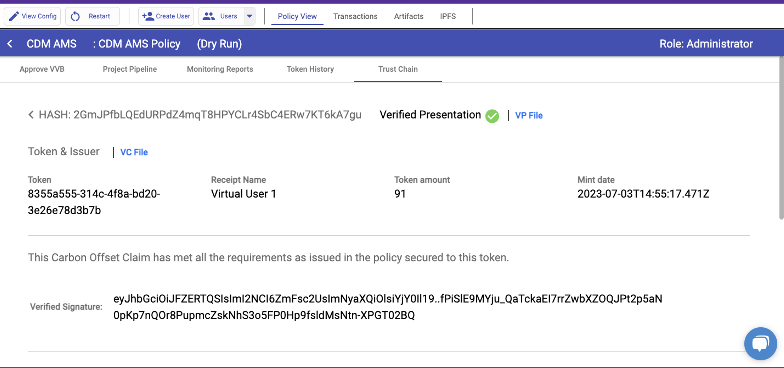 View Config Restart Create User Users Policy View Transactions Artifacts IPFS
CDM AMS : CDM AMS Policy (Dry Run) Role: Administrator
Approve VVB Project Pipeline Monitoring Reports Token History Trust Chain
HASH: 2GmJPfbLQEdURPdZ4mqT8HPYCLr4SbC4ERw7KT6kA7gu Verified Presentation VP File
Token & Issuer VC File
Token Receipt Name Token amount Mint date
8355a555-314c-4f8a-bd20- Virtual User 1 91 2023-07-03T14:55:17.471Z
3e26e78d3b7b
This Carbon Offset Claim has met all the requirements as issued in the policy secured to this token.
Verified Signature: eyJhbGciOiJFZERTQSIsImI2NCI6ZmFsc2UsImNyaXQiOlsiYjY0Il19..fPiSlE9MYju_QaTckaEI7rrZwbXZOQJPt2p5aN
0pKp7nQOr8PupmcZskNhS3o5FP0Hp9fsldMsNtn-XPGT02BQ